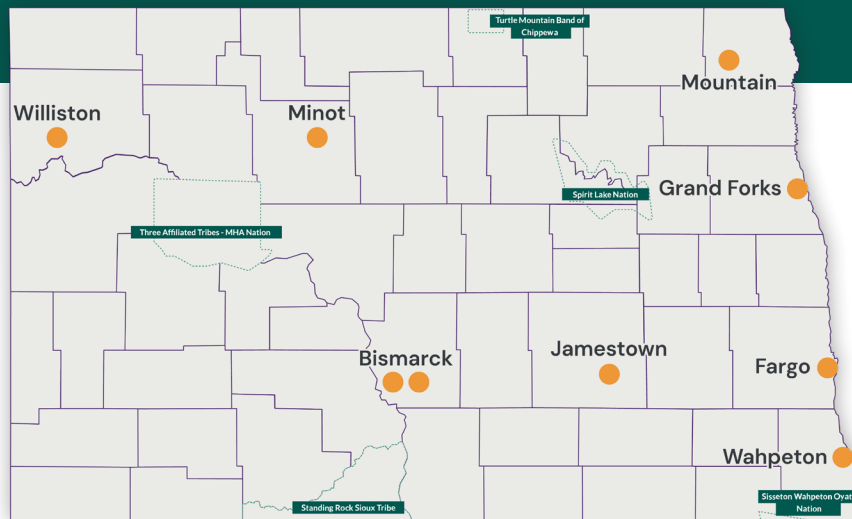 Turtle Mountain Band of
Chippewa
Mountain
Williston
Minot
Grand Forks
Spirit Lake Nation
Three Affiliated Tribes - MHA Nation
Bismarck
Jamestown
Fargo
Wahpeton
Sisseton Wahpeton Oyat
Nation
Standing Rock Sioux Tribe